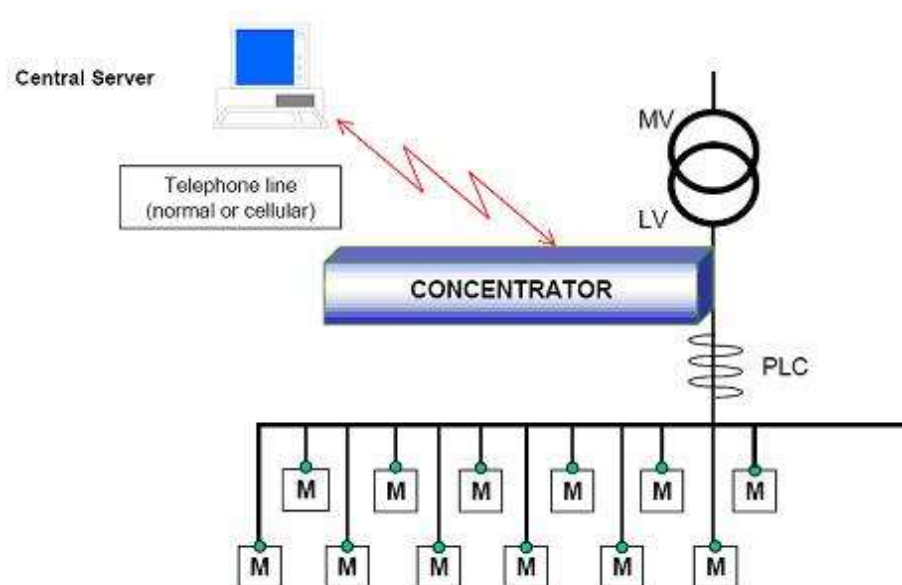 Central Server
Telephone line
(normal or cellular)
MV
LV
CONCENTRATOR
PLC
M M M M M M
M M M M M M